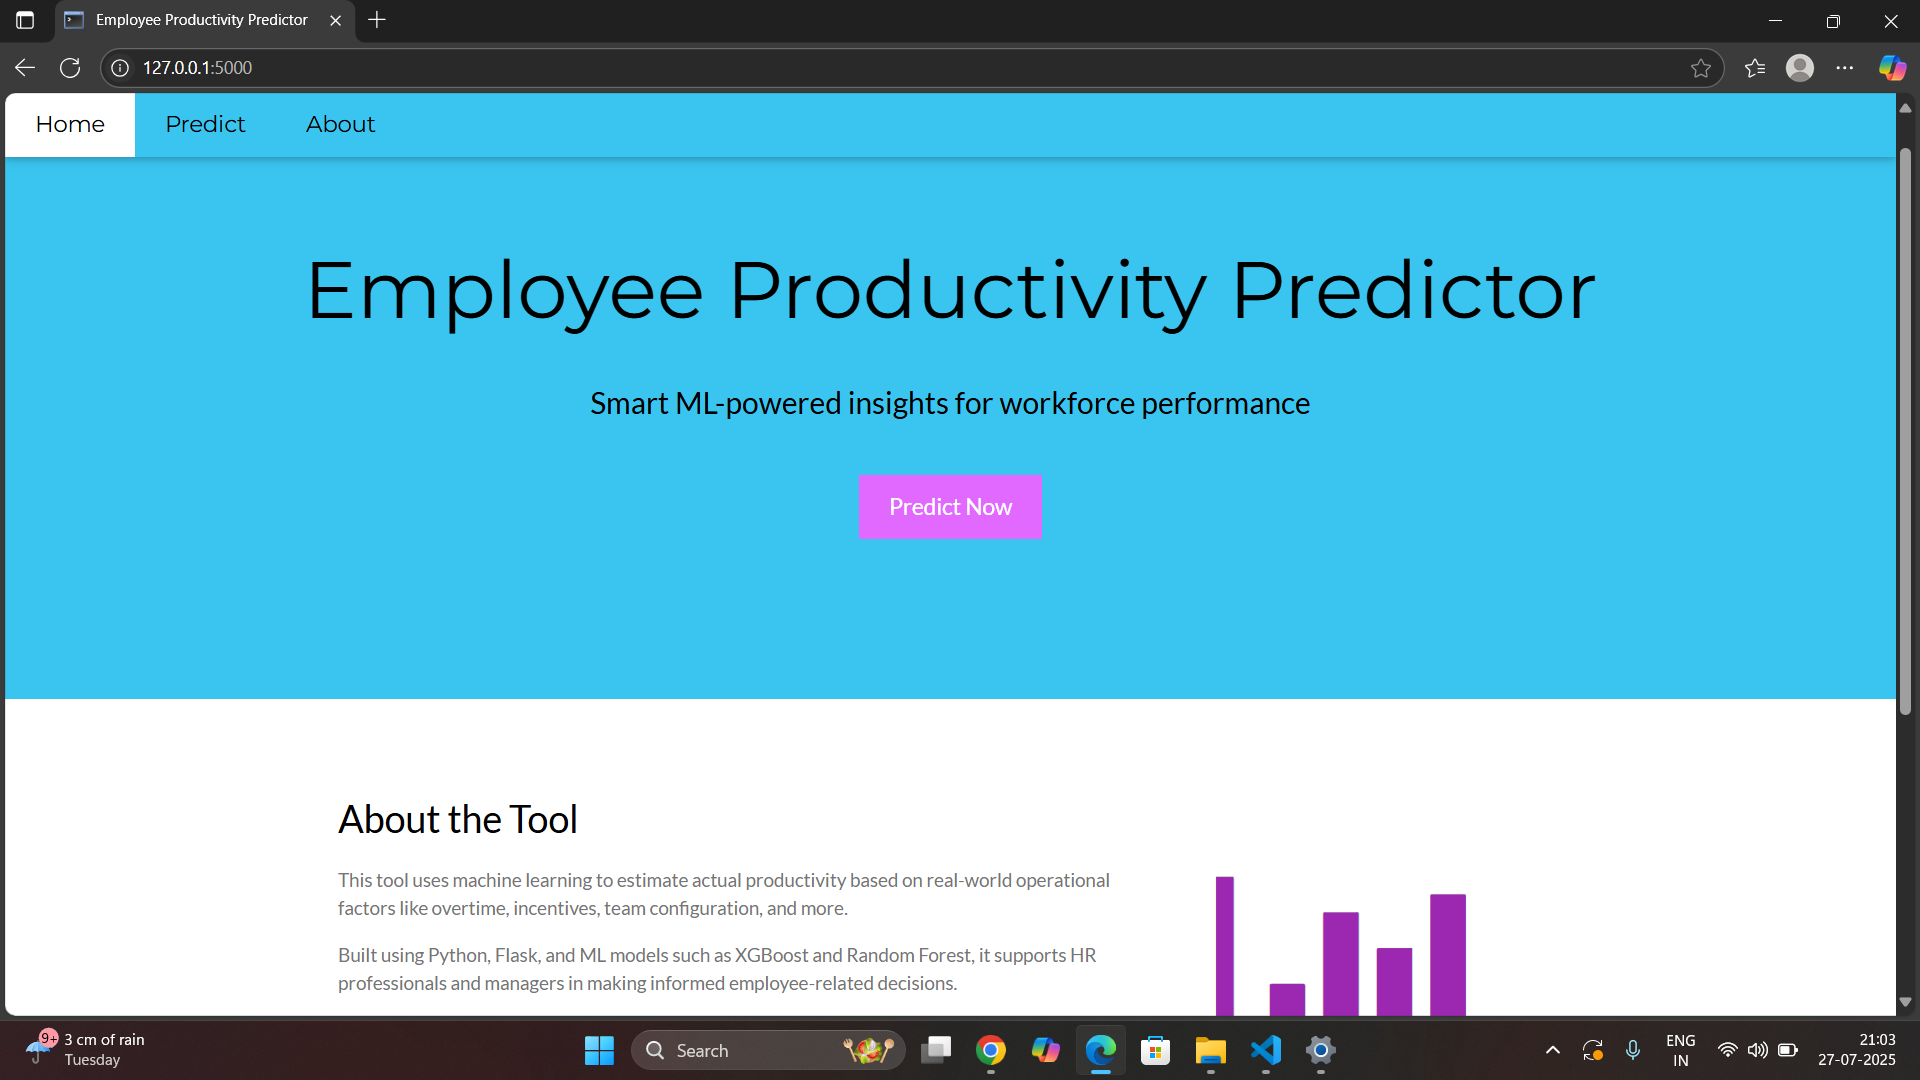 Employee Productivity Predictor
127.0.0.1:5000
Home Predict About
Employee Productivity Predictor
Smart ML-powered insights for workforce performance
Predict Now
About the Tool
This tool uses machine learning to estimate actual productivity based on real-world operational
factors like overtime, incentives, team configuration, and more.
Built using Python, Flask, and ML models such as XGBoost and Random Forest, it supports HR
professionals and managers in making informed employee-related decisions.
9+
3 cm of rain
Tuesday
Search
ENG
IN
21:03
27-07-2025